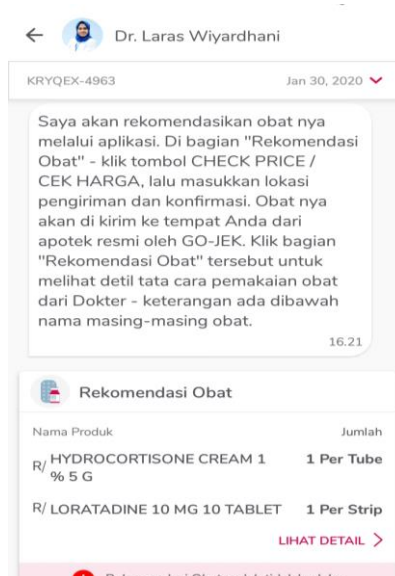 Dr. Laras Wiyardhani
KRYQEX-4963 Jan 30, 2020
Saya akan rekomendasikan obat nya
melalui aplikasi. Di bagian "Rekomendasi
Obat" - klik tombol CHECK PRICE /
CEK HARGA, lalu masukkan lokasi
pengiriman dan konfirmasi. Obat nya
akan di kirim ke tempat Anda dari
apotek resmi oleh GO-JEK. Klik bagian
"Rekomendasi Obat" tersebut untuk
melihat detil tata cara pemakaian obat
dari Dokter - keterangan ada dibawah
nama masing-masing obat.
16.21
Rekomendasi Obat
Nama Produk Jumlah
R/ HYDROCORTISONE CREAM 1 1 Per Tube
% 5 G
R/ LORATADINE 10 MG 10 TABLET 1 Per Strip
LIHAT DETAIL